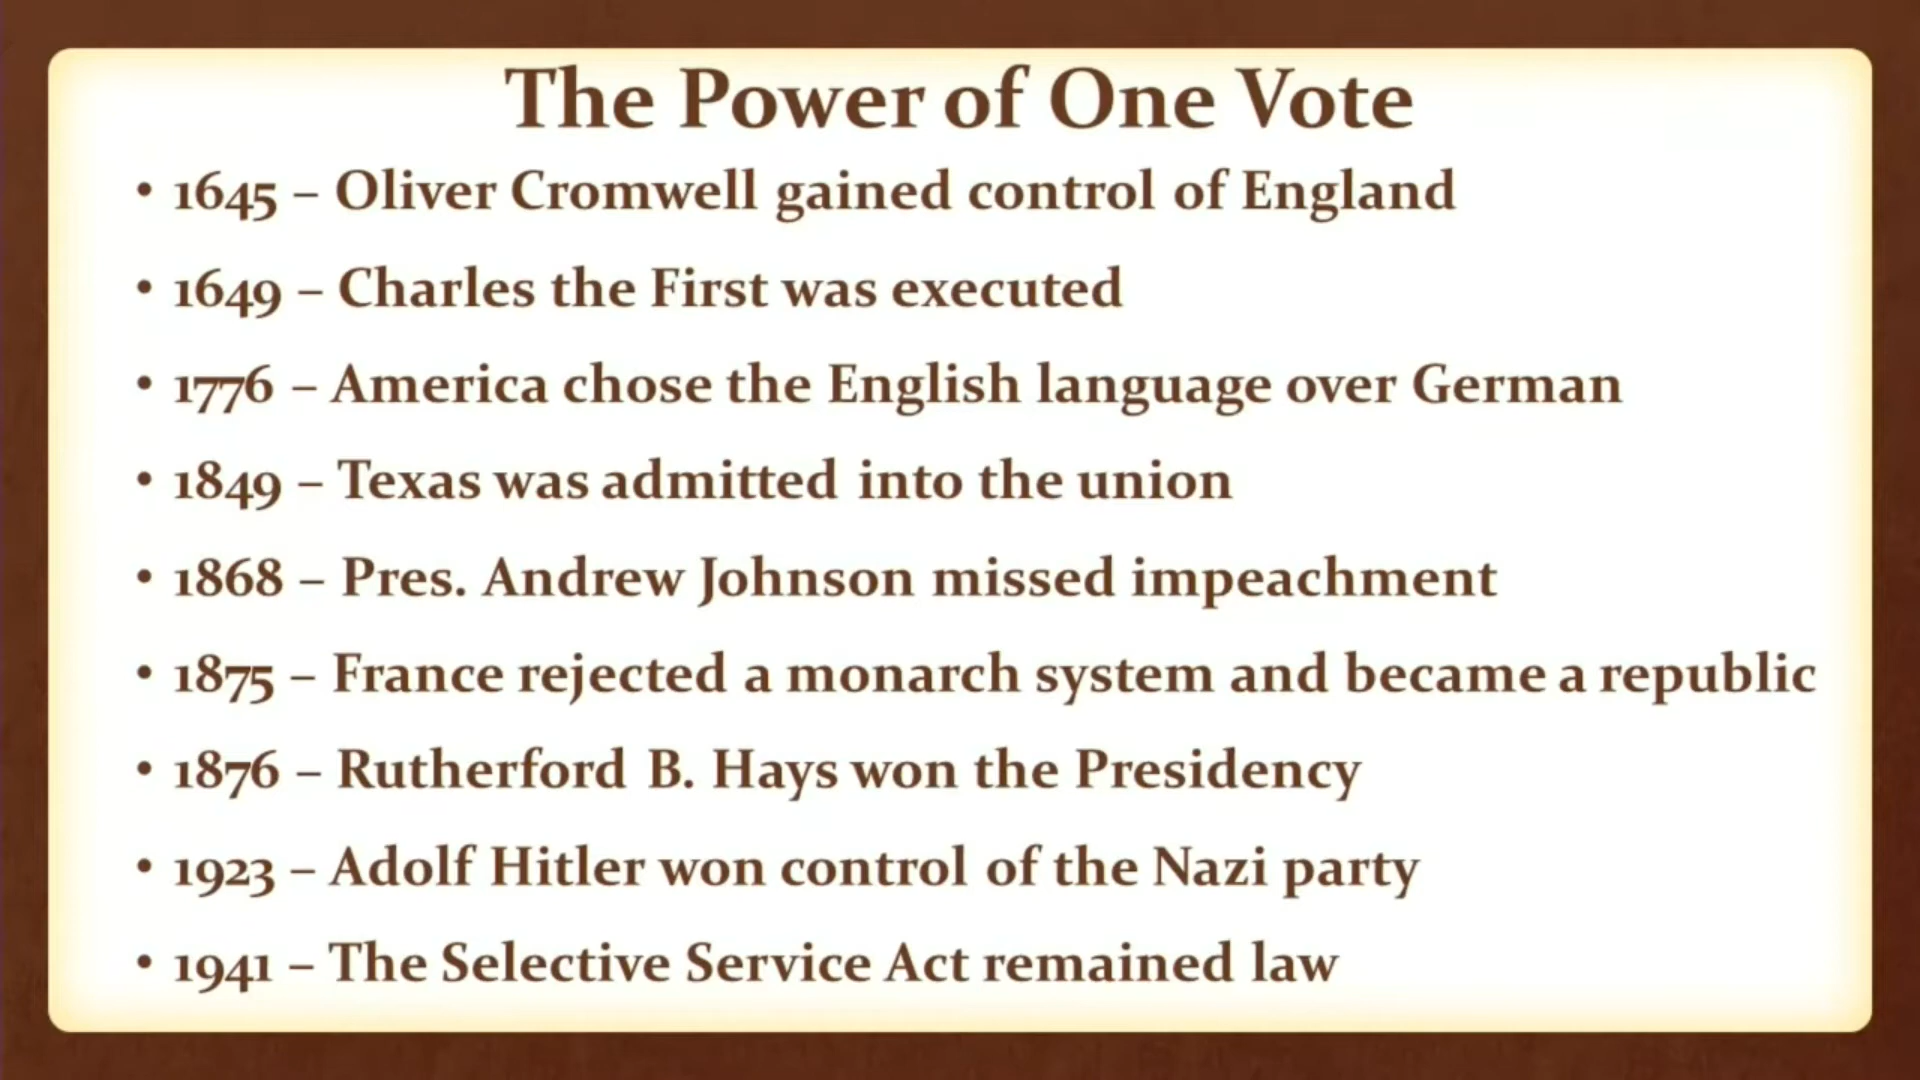 The Power of One Vote
• 1645 – Oliver Cromwell gained control of England
• 1649 – Charles the First was executed
• 1776 – America chose the English language over German
• 1849 – Texas was admitted into the union
• 1868 – Pres. Andrew Johnson missed impeachment
• 1875 – France rejected a monarch system and became a republic
• 1876 – Rutherford B. Hays won the Presidency
• 1923 – Adolf Hitler won control of the Nazi party
• 1941 – The Selective Service Act remained law